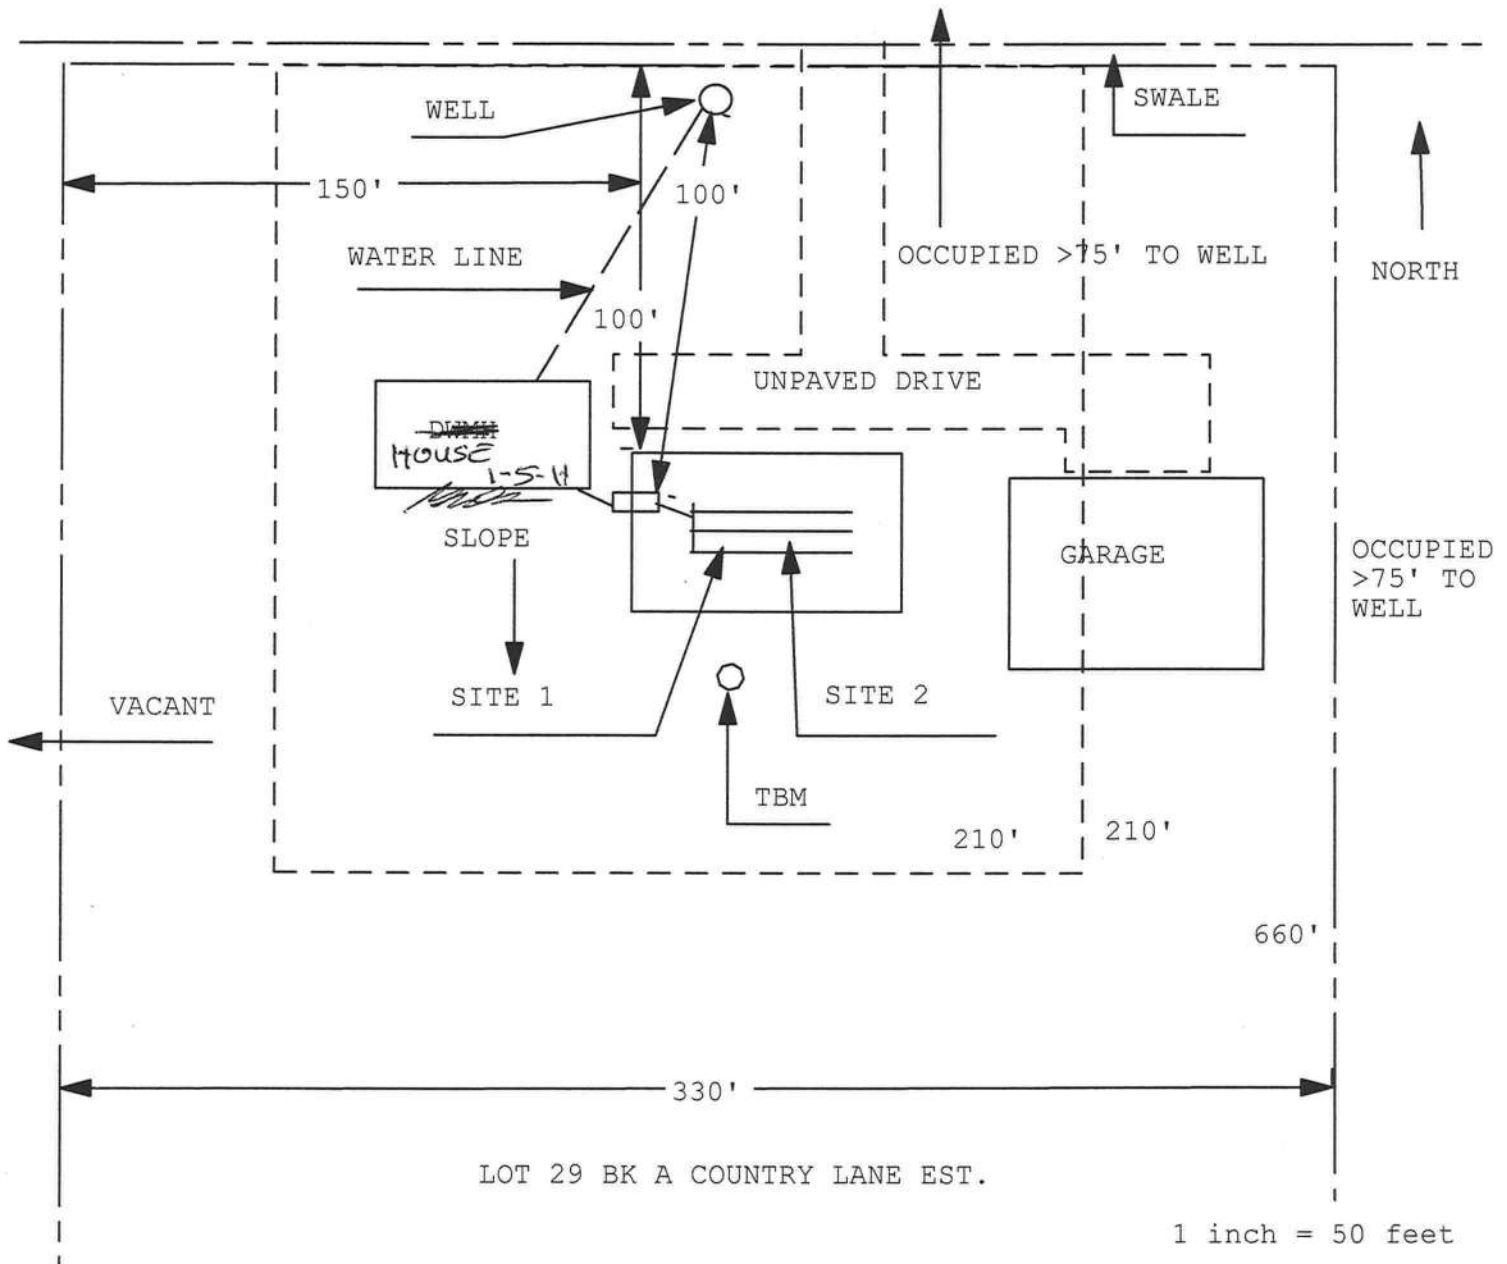 WELL
SWALE
150'
100'
WATER LINE
OCCUPIED >75' TO WELL
NORTH
100'
UNPAVED DRIVE
DWMH
HOUSE
1-5-11
SLOPE
GARAGE
OCCUPIED
>75' TO
WELL
SITE 1
SITE 2
VACANT
TBM
210'
210'
660'
330'
LOT 29 BK A COUNTRY LANE EST.
1 inch = 50 feet